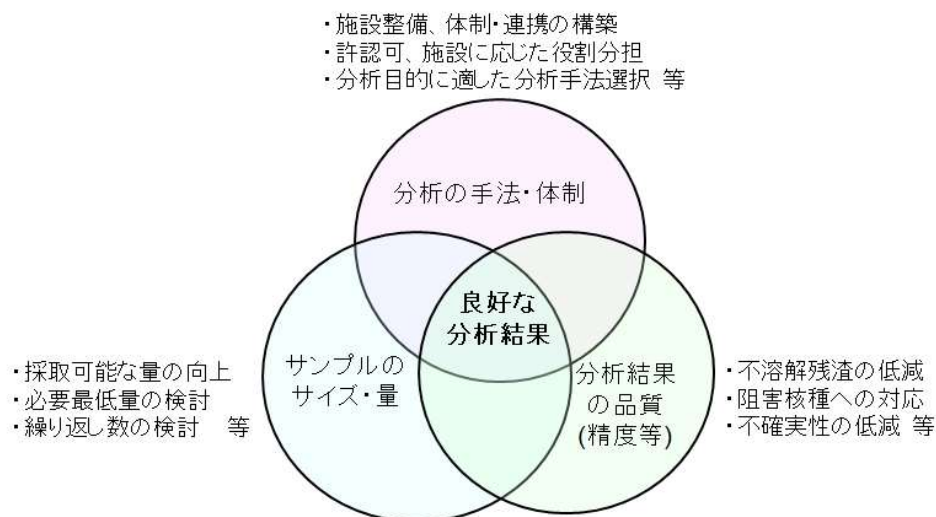 ・施設整備、体制・連携の構築
・許認可、施設に応じた役割分担
・分析目的に適した分析手法選択 等
分析の手法・体制
良好な
分析結果
サンプルの
サイズ・量
分析結果
の品質
(精度等)
・採取可能な量の向上
・必要最低量の検討
・繰り返し数の検討 等
・不溶解残渣の低減
・阻害核種への対応
・不確実性の低減 等